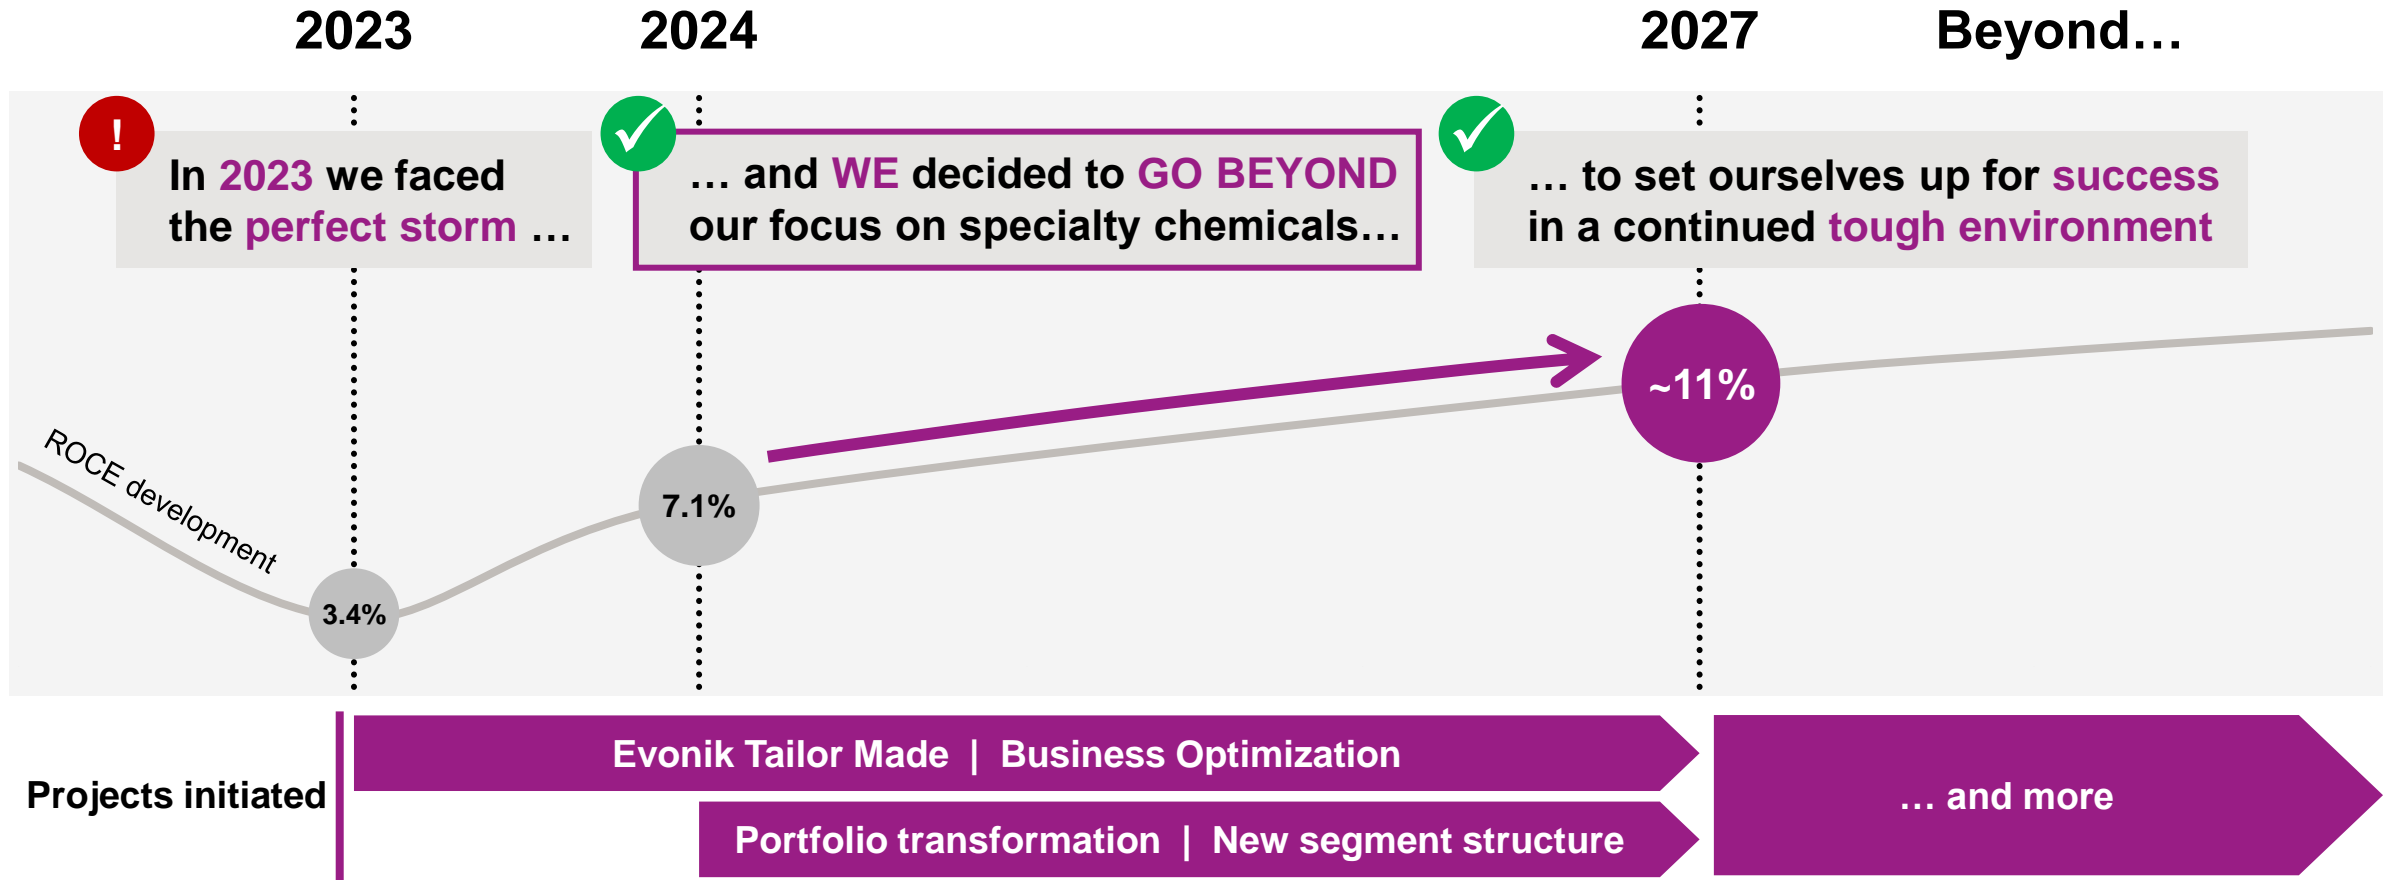 2023
2024
2027
Beyond…
!
In 2023 we faced
the perfect storm …
… and WE decided to GO BEYOND
our focus on specialty chemicals…
… to set ourselves up for success
in a continued tough environment
ROCE development
3.4%
7.1%
~11%
Projects initiated
Evonik Tailor Made | Business Optimization
Portfolio transformation | New segment structure
… and more